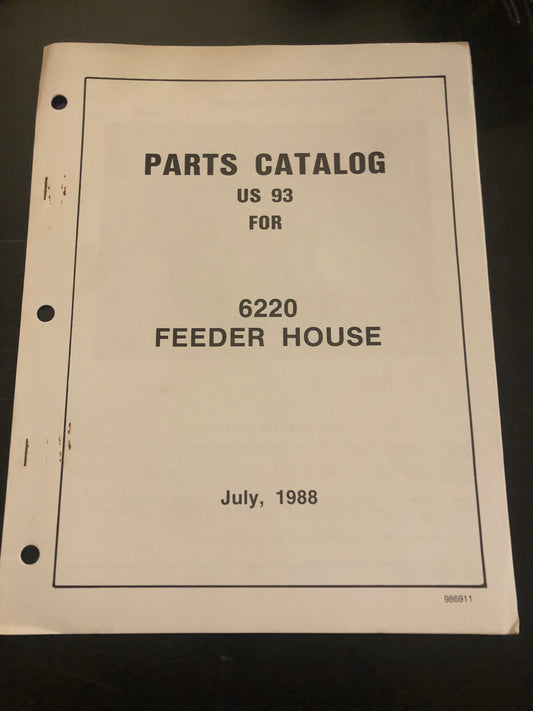 PARTS CATALOG
US 93
FOR
6220
FEEDER HOUSE
July, 1988
986911